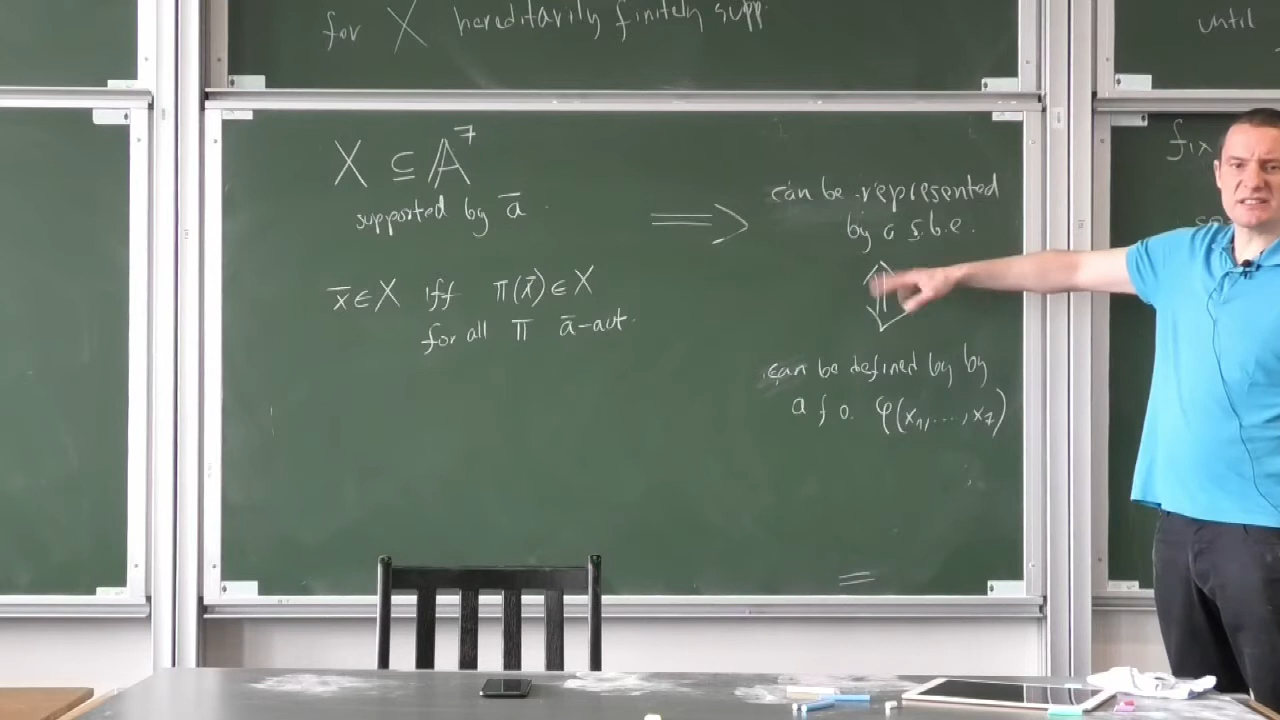 for X hereditarily finitely supp
until
X ⊆ 𝔸⁷
supported by ā
x̄ ∈ X iff π(x̄) ∈ X
for all π ā-aut.
⟹
can be represented
by a s.b.e.
⇕
can be defined by by
a f o. φ(x₁, ..., x₇)
=
fix